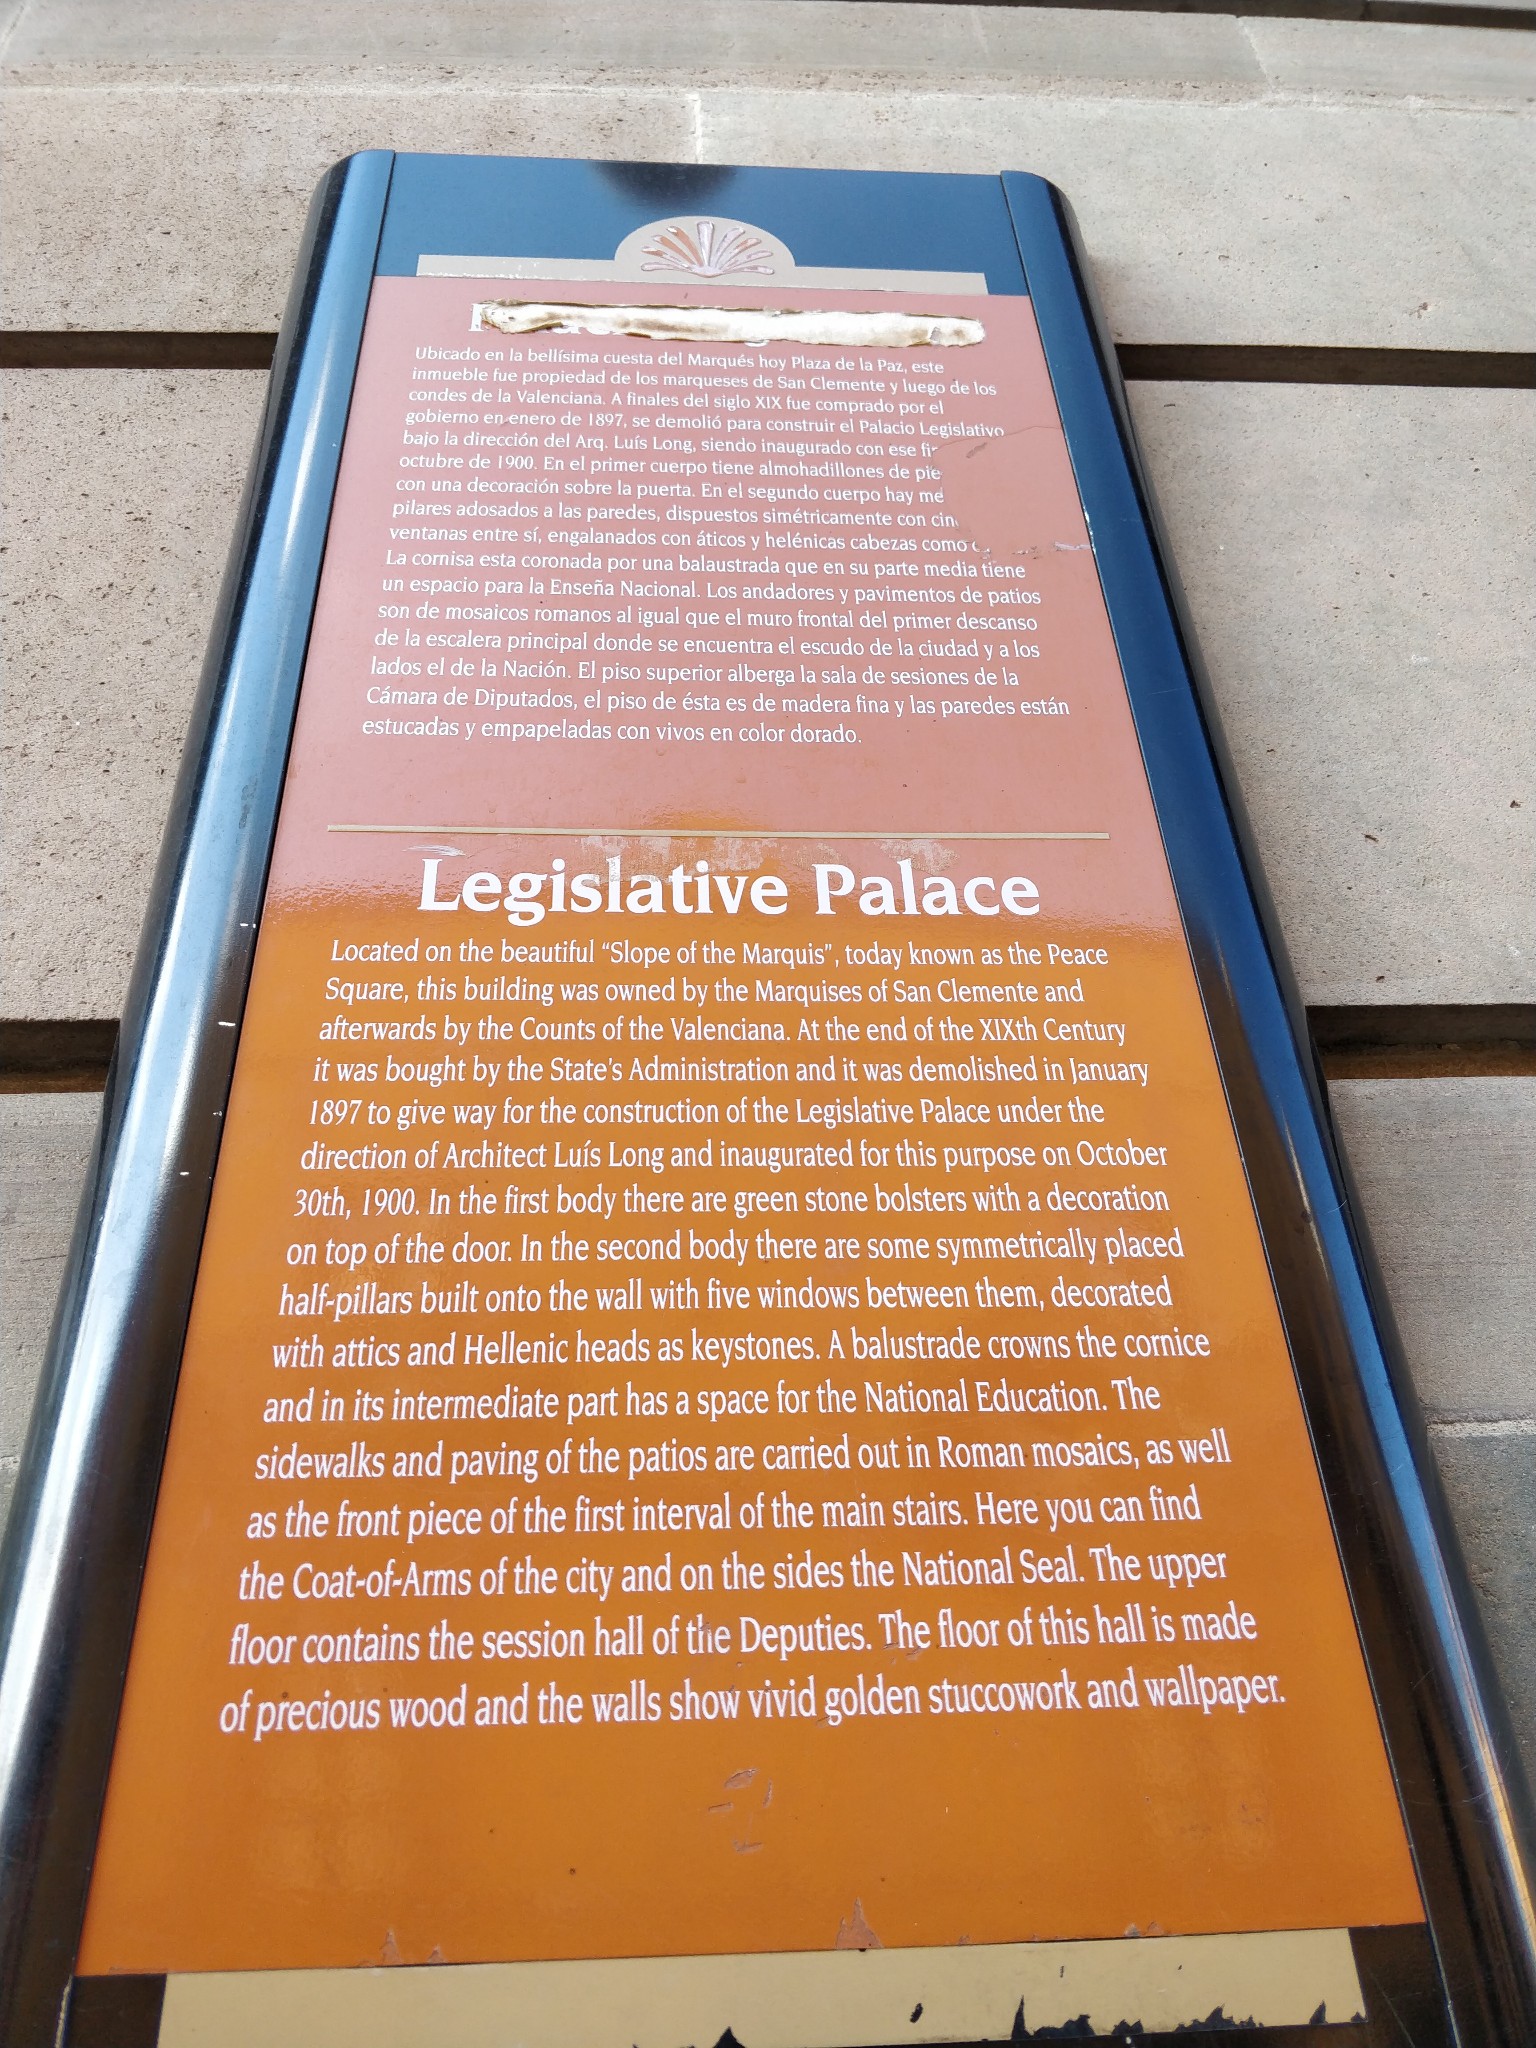 Ubicado en la bellísima cuesta del Marqués hoy Plaza de la Paz, este
inmueble fue propiedad de los marqueses de San Clemente y luego de los
condes de la Valenciana. A finales del siglo XIX fue comprado por el
gobierno en enero de 1897, se demolió para construir el Palacio Legislativo
bajo la dirección del Arq. Luís Long, siendo inaugurado con ese
octubre de 1900. En el primer cuerpo tiene almohadillones de
con una decoración sobre la puerta. En el segundo cuerpo hay
pilares adosados a las paredes, dispuestos simétricamente con
ventanas entre sí, engalanados con áticos y helénicas cabezas como
La cornisa esta coronada por una balaustrada que en su parte media tiene
un espacio para la Enseña Nacional. Los andadores y pavimentos de patios
son de mosaicos romanos al igual que el muro frontal del primer descanso
de la escalera principal donde se encuentra el escudo de la ciudad y a los
lados el de la Nación. El piso superior alberga la sala de sesiones de la
Cámara de Diputados, el piso de ésta es de madera fina y las paredes están
estucadas y empapeladas con vivos en color dorado.
Legislative Palace
Located on the beautiful “Slope of the Marquis”, today known as the Peace
Square, this building was owned by the Marquises of San Clemente and
afterwards by the Counts of the Valenciana. At the end of the XIXth Century
it was bought by the State’s Administration and it was demolished in January
1897 to give way for the construction of the Legislative Palace under the
direction of Architect Luís Long and inaugurated for this purpose on October
30th, 1900. In the first body there are green stone bolsters with a decoration
on top of the door. In the second body there are some symmetrically placed
half-pillars built onto the wall with five windows between them, decorated
with attics and Hellenic heads as keystones. A balustrade crowns the cornice
and in its intermediate part has a space for the National Education. The
sidewalks and paving of the patios are carried out in Roman mosaics, as well
as the front piece of the first interval of the main stairs. Here you can find
the Coat-of-Arms of the city and on the sides the National Seal. The upper
floor contains the session hall of the Deputies. The floor of this hall is made
of precious wood and the walls show vivid golden stuccowork and wallpaper.